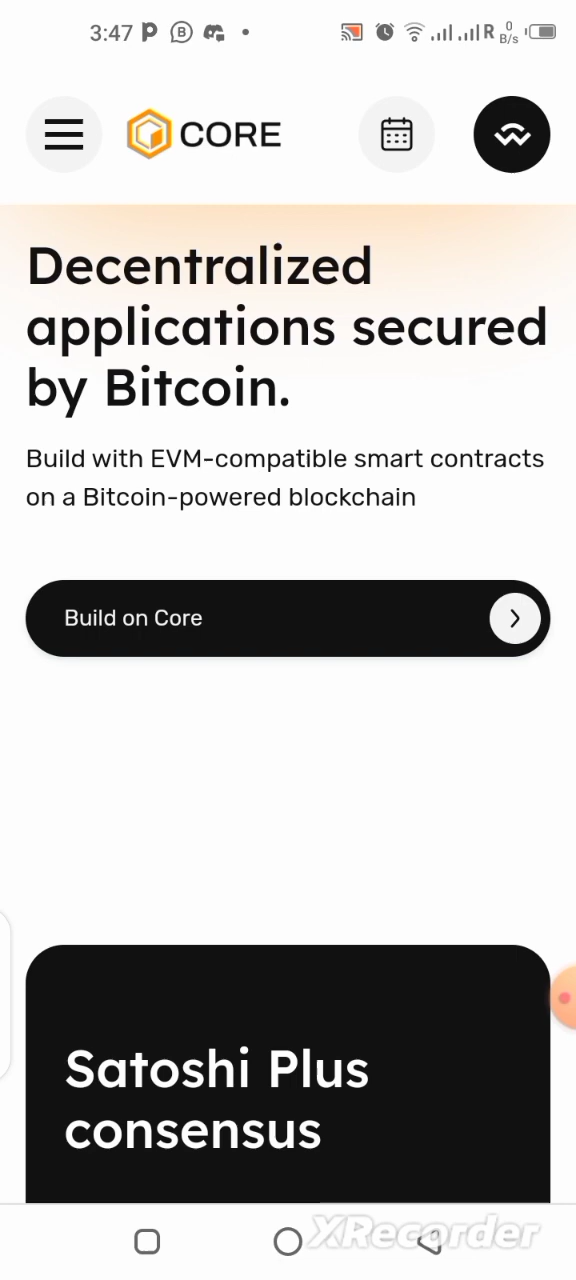 3:47
R 0 B/s
CORE
Decentralized
applications secured
by Bitcoin.
Build with EVM-compatible smart contracts
on a Bitcoin-powered blockchain
Build on Core
Satoshi Plus
consensus
XRecorder